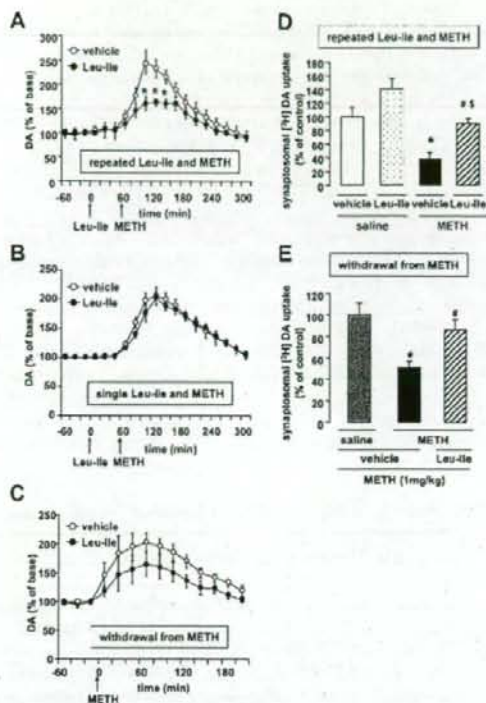 A
vehicle
Leu-Ile
DA (% of base)
250
200
150
100
50
0
* * *
repeated Leu-Ile and METH
-60 0 60 120 180 240 300
time (min)
Leu-Ile METH
B
vehicle
Leu-Ile
DA (% of base)
200
150
100
50
0
single Leu-Ile and METH
-60 0 60 120 180 240 300
time (min)
Leu-Ile METH
C
vehicle
Leu-Ile
DA (% of base)
250
200
150
100
50
0
withdrawal from METH
-60 0 60 120 180
time (min)
METH
D
repeated Leu-Ile and METH
synaptosomal [³H] DA uptake
(% of control)
180
160
140
120
100
80
60
40
20
0
*
# $
vehicle Leu-Ile vehicle Leu-Ile
saline METH
E
withdrawal from METH
synaptosomal [³H] DA uptake
(% of control)
120
100
80
60
40
20
0
#
#
saline METH
vehicle Leu-Ile
METH (1mg/kg)